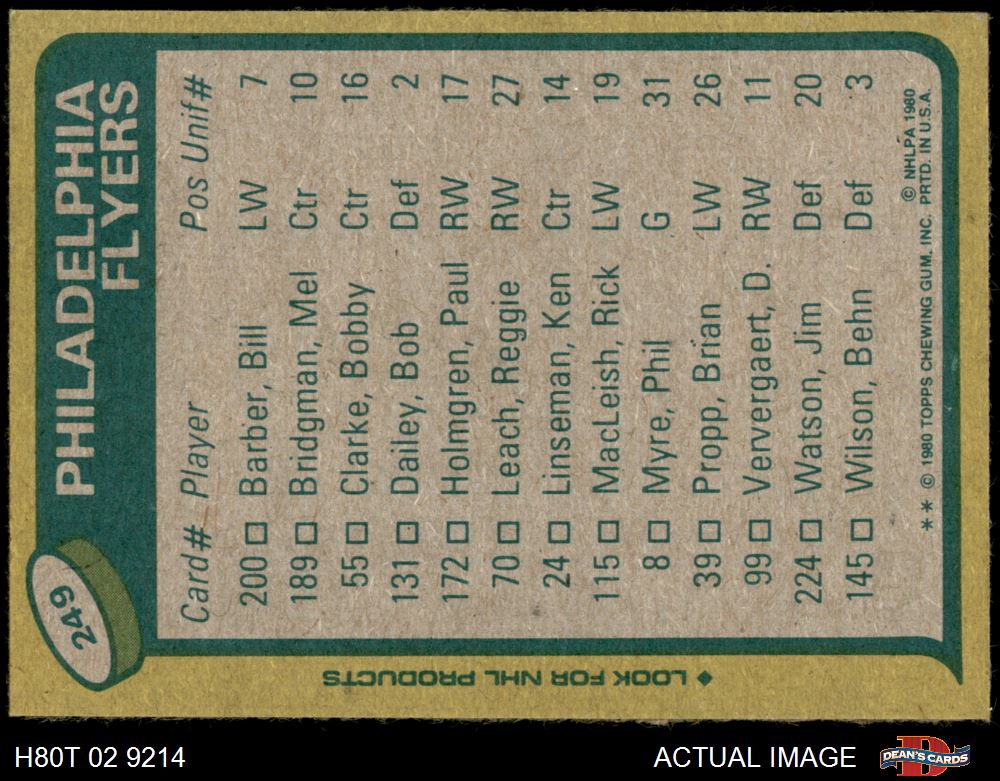 249
PHILADELPHIA
FLYERS
Card# Player Pos Unif#
200 Barber, Bill LW 7
189 Bridgman, Mel Ctr 10
55 Clarke, Bobby Ctr 16
131 Dailey, Bob Def 2
172 Holmgren, Paul RW 17
70 Leach, Reggie RW 27
24 Linseman, Ken Ctr 14
115 MacLeish, Rick LW 19
8 Myre, Phil G 31
39 Propp, Brian LW 26
99 Ververgaert, D. RW 11
224 Watson, Jim Def 20
145 Wilson, Behn Def 3
© NHLPA 1980
** © 1980 TOPPS CHEWING GUM, INC. PRTD. IN U.S.A.
◆ LOOK FOR NHL PRODUCTS
H80T 02 9214
ACTUAL IMAGE
DEAN'S CARDS